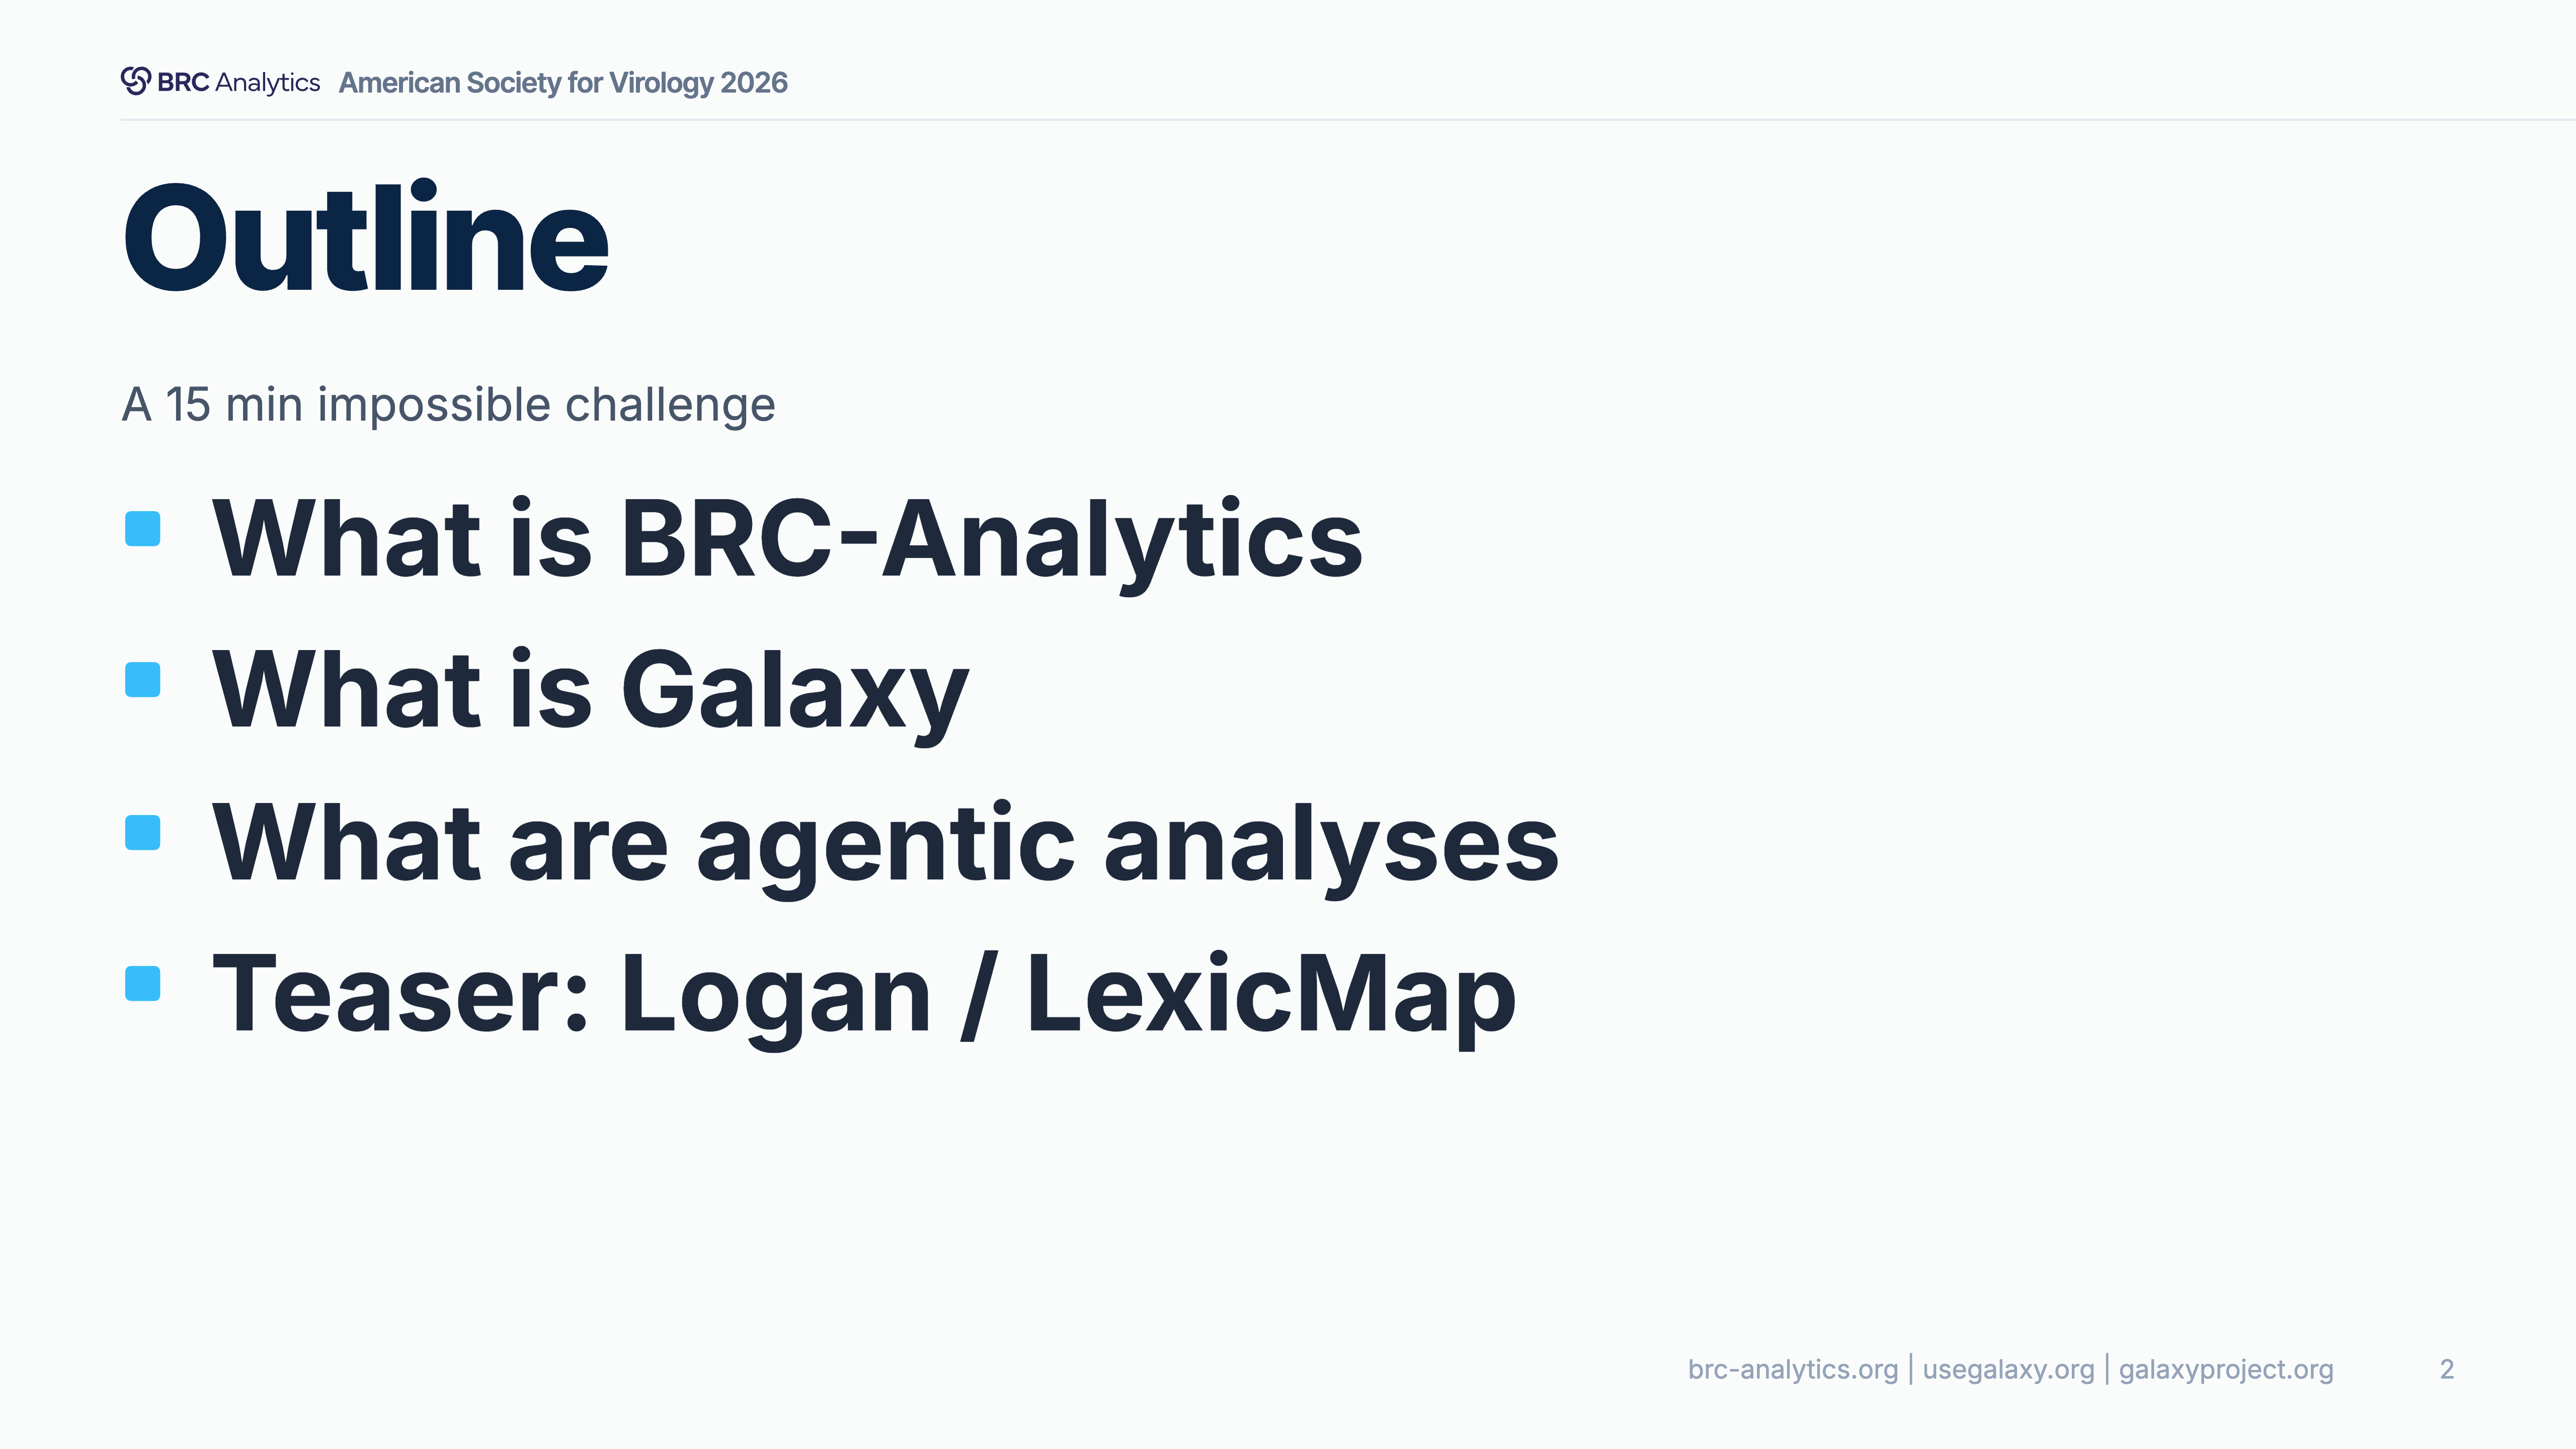 BRC Analytics American Society for Virology 2026
Outline
A 15 min impossible challenge
What is BRC-Analytics
What is Galaxy
What are agentic analyses
Teaser: Logan / LexicMap
brc-analytics.org | usegalaxy.org | galaxyproject.org 2